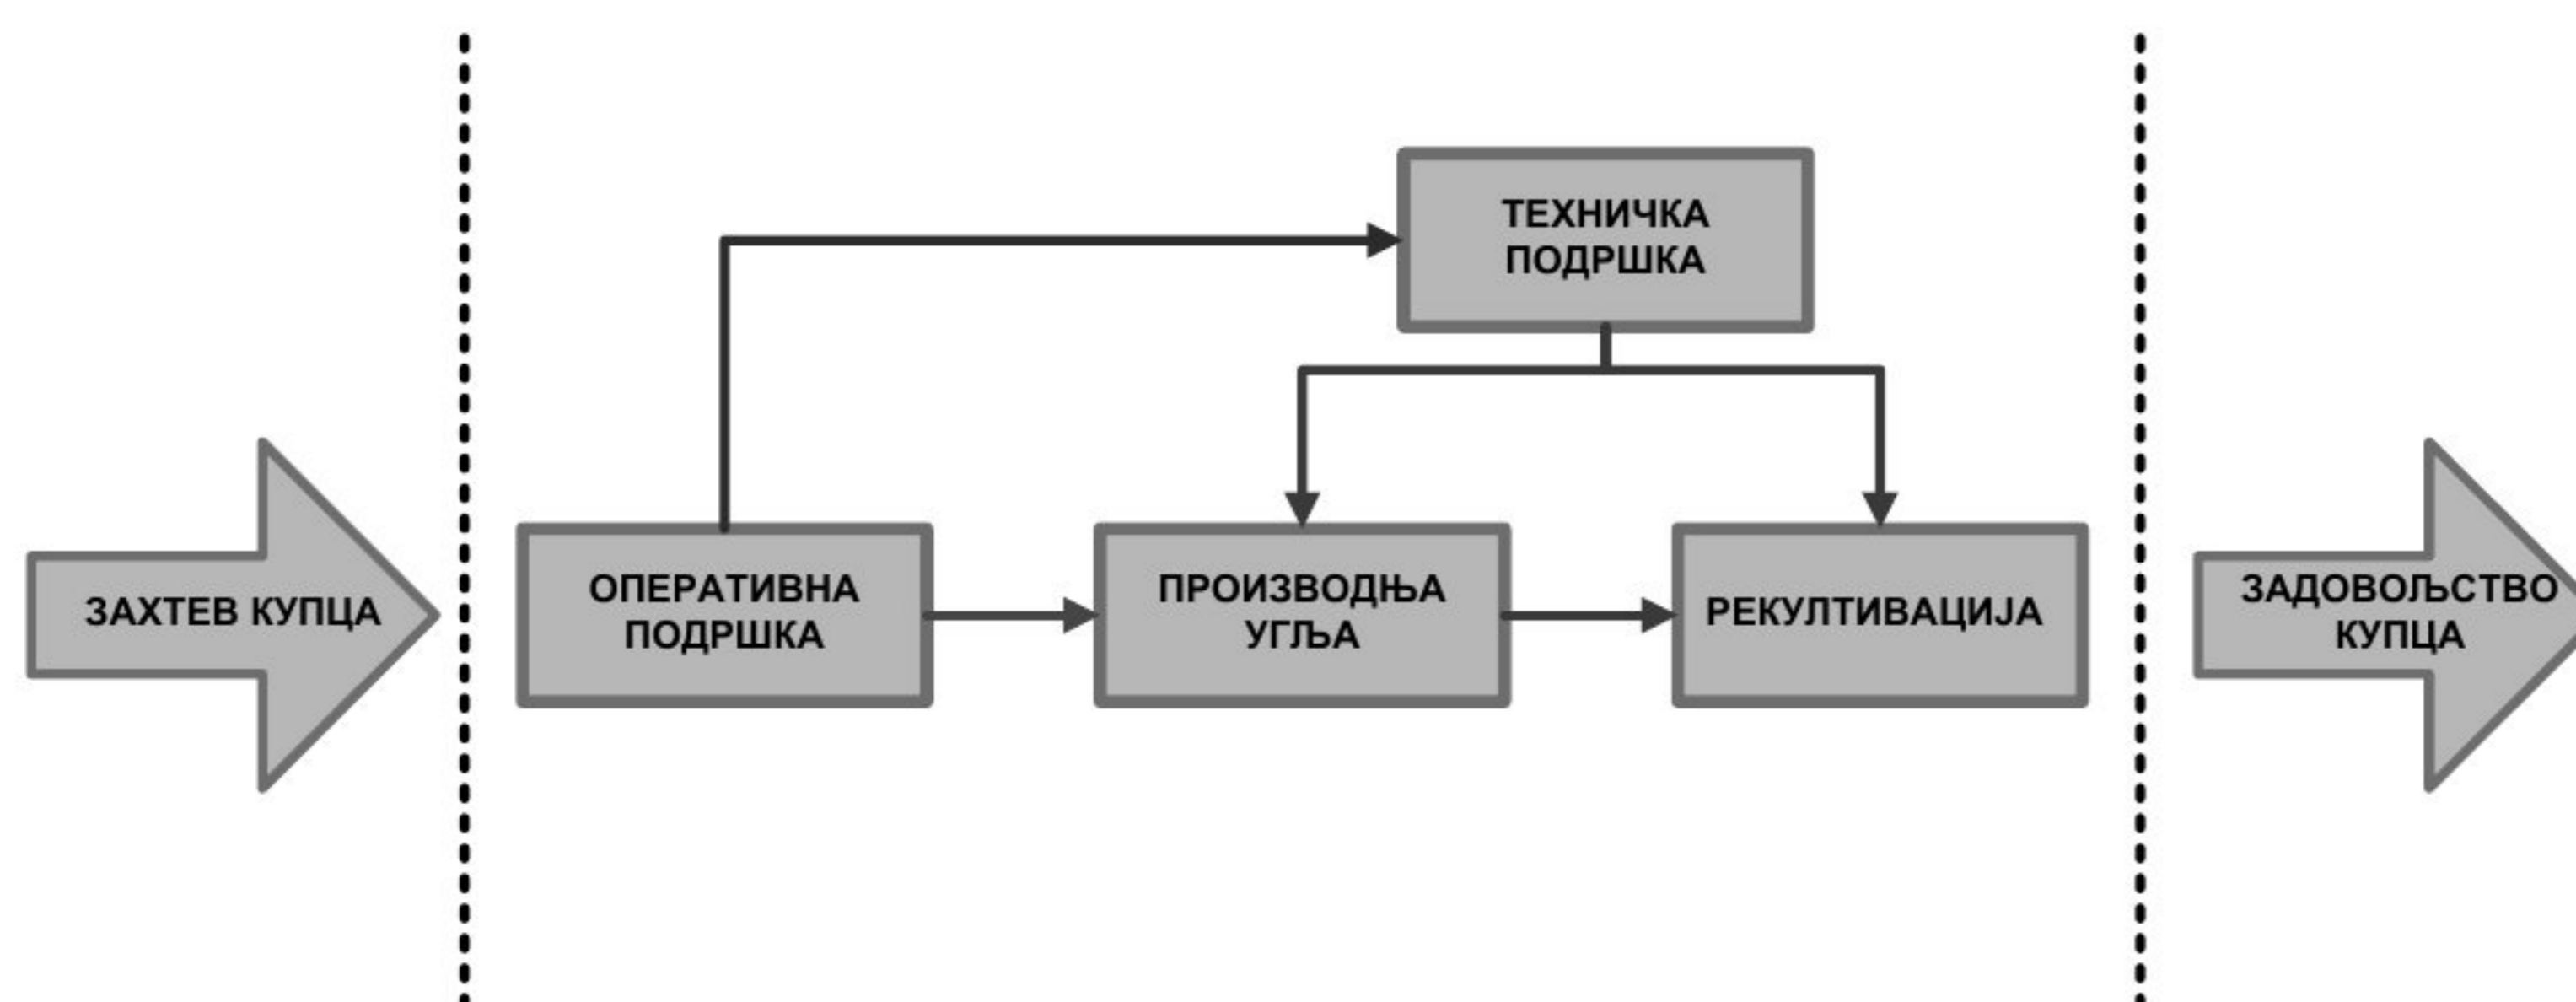 ТЕХНИЧКА
ПОДРШКА
ЗАХТЕВ КУПЦА
ОПЕРАТИВНА
ПОДРШКА
ПРОИЗВОДЊА
УГЉА
РЕКУЛТИВАЦИЈА
ЗАДОВОЉСТВО
КУПЦА